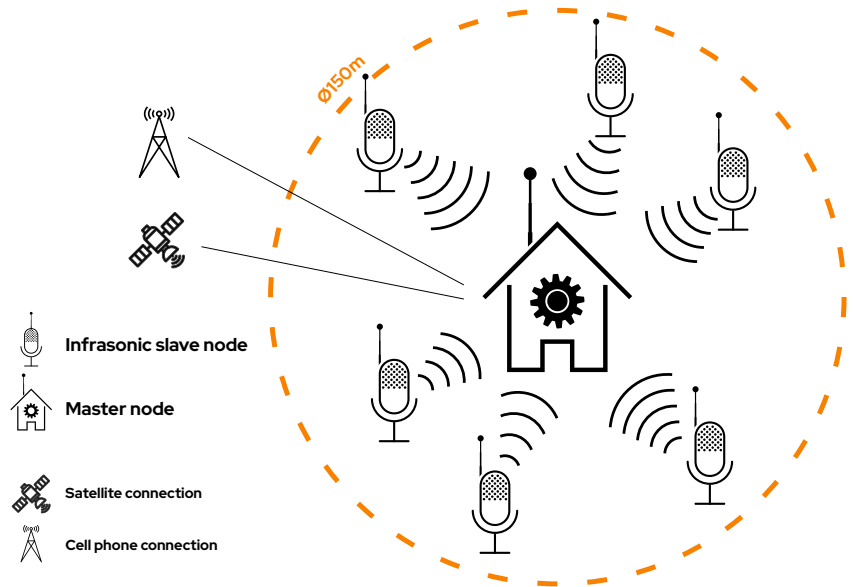 Ø150m
Infrasonic slave node
Master node
Satellite connection
Cell phone connection